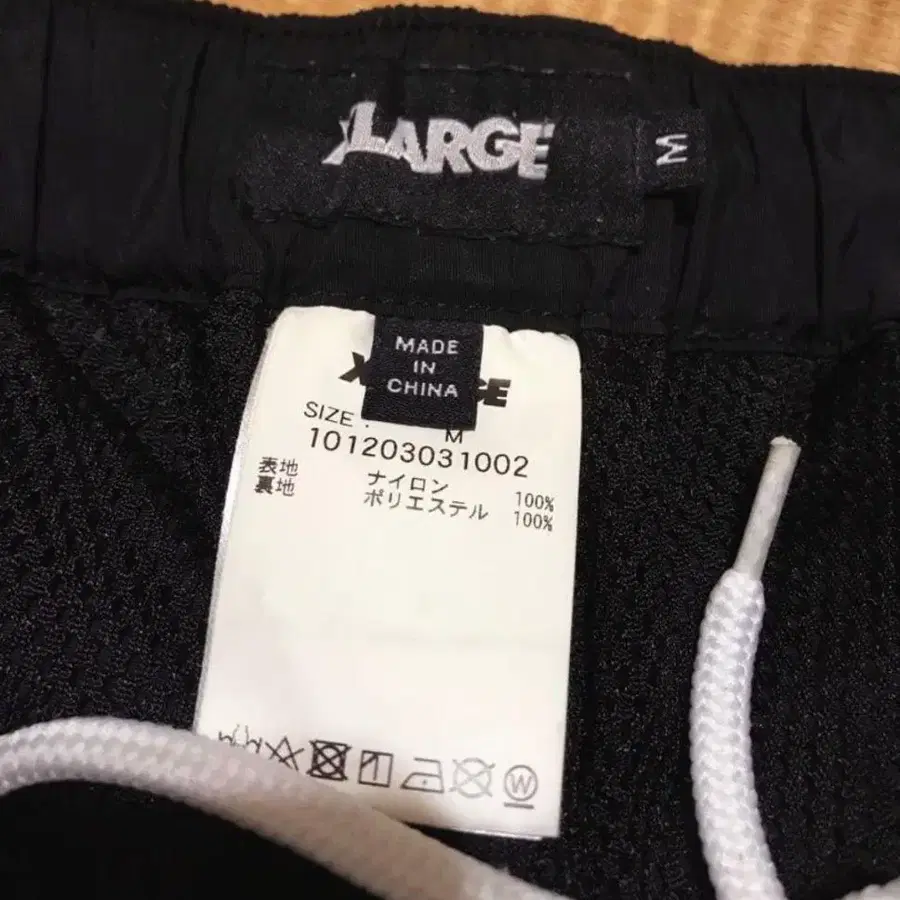 XLARGE
M
MADE
IN
CHINA
SIZE : M
101203031002
表地 ナイロン 100%
裏地 ポリエステル 100%
W